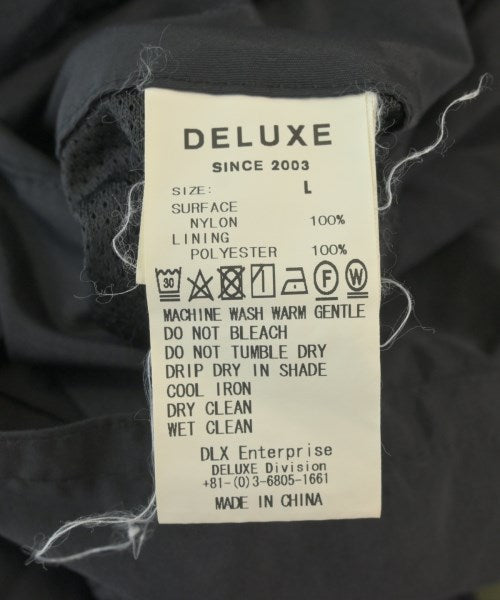 DELUXE
SINCE 2003
SIZE: L
SURFACE
NYLON 100%
LINING
POLYESTER 100%
30 F W
MACHINE WASH WARM GENTLE
DO NOT BLEACH
DO NOT TUMBLE DRY
DRIP DRY IN SHADE
COOL IRON
DRY CLEAN
WET CLEAN
DLX Enterprise
DELUXE Division
+81-(0)3-6805-1661
MADE IN CHINA